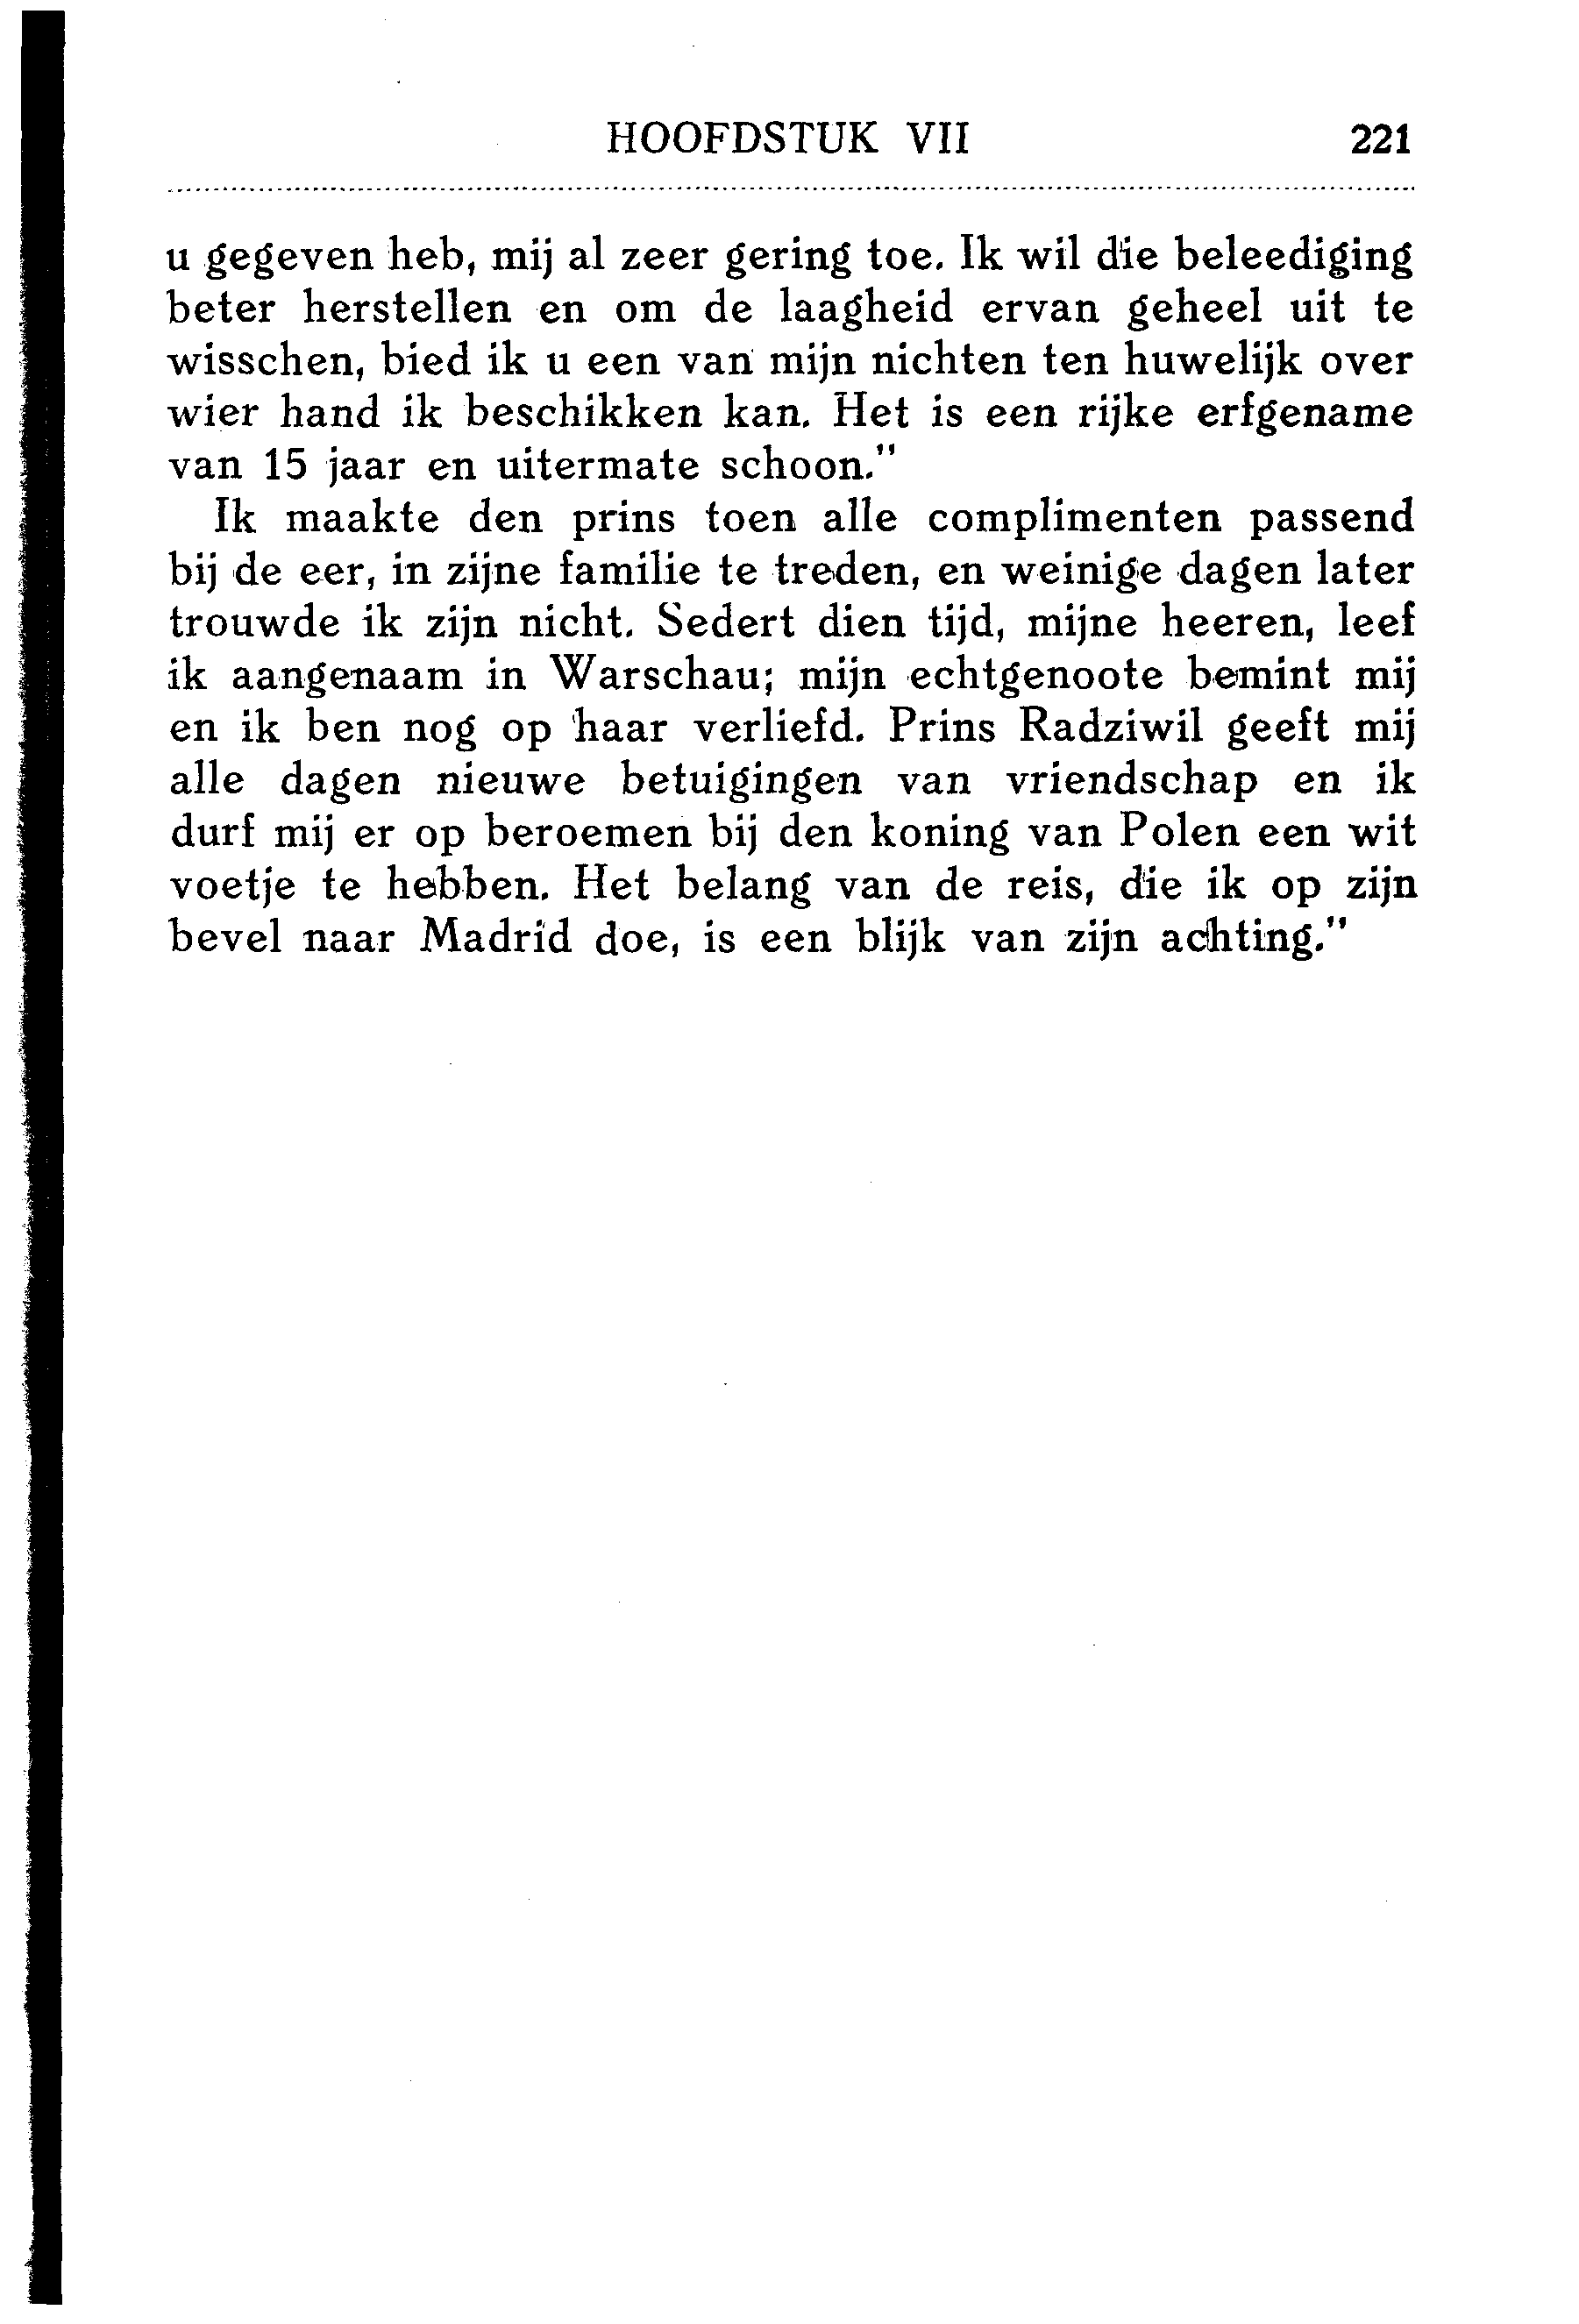 HOOFDSTUK VII 221
u gegeven heb, mij al zeer gering toe. Ik wil die beleediging
beter herstellen en om de laagheid ervan geheel uit te
wisschen, bied ik u een van mijn nichten ten huwelijk over
wier hand ik beschikken kan. Het is een rijke erfgename
van 15 jaar en uitermate schoon."
Ik maakte den prins toen alle complimenten passend
bij de eer, in zijne familie te treden, en weinige dagen later
trouwde ik zijn nicht. Sedert dien tijd, mijne heeren, leef
ik aangenaam in Warschau; mijn echtgenoote bemint mij
en ik ben nog op haar verliefd. Prins Radziwil geeft mij
alle dagen nieuwe betuigingen van vriendschap en ik
durf mij er op beroemen bij den koning van Polen een wit
voetje te hebben. Het belang van de reis, die ik op zijn
bevel naar Madrid doe, is een blijk van zijn achting."